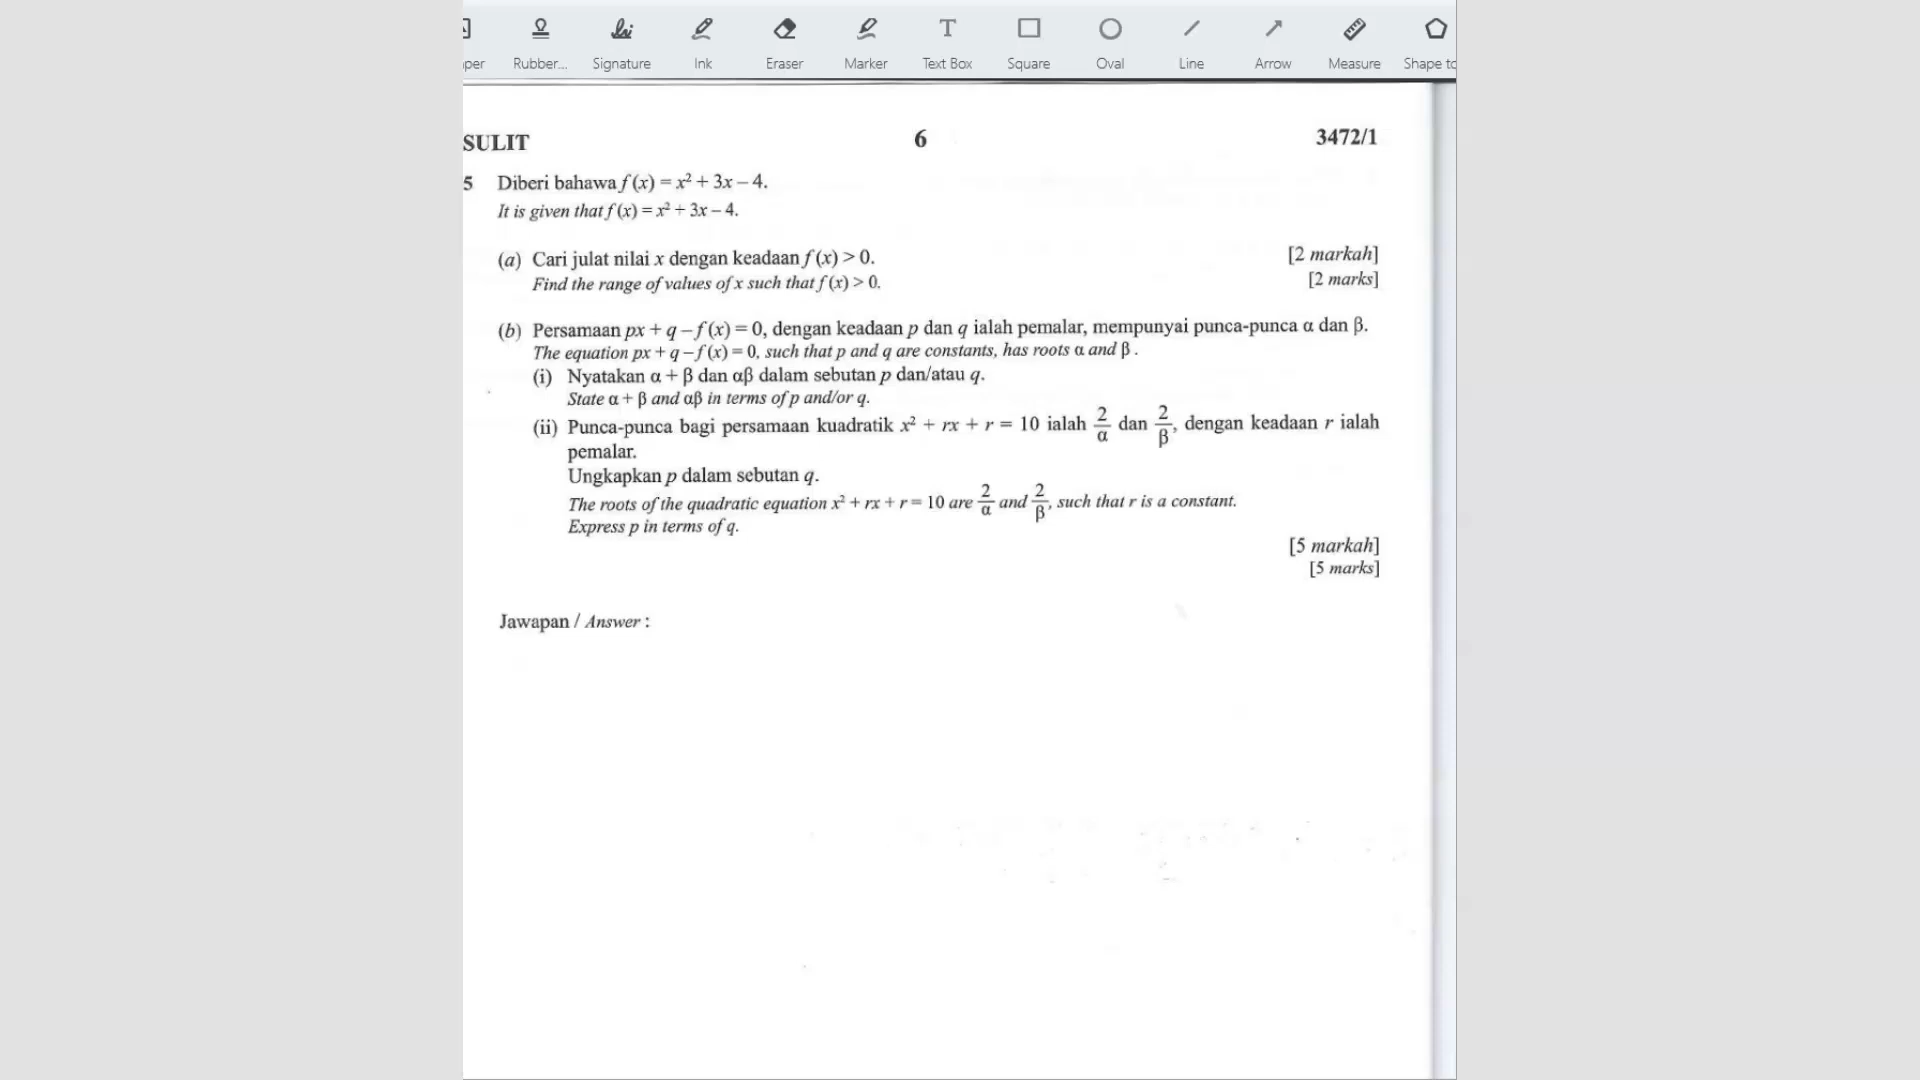 Rubber...
Signature
Ink
Eraser
Marker
Text Box
Square
Oval
Line
Arrow
Measure
SULIT 6 3472/1
5 Diberi bahawa f (x) = x² + 3x – 4.
It is given that f (x) = x² + 3x – 4.
(a) Cari julat nilai x dengan keadaan f (x) > 0. [2 markah]
Find the range of values of x such that f (x) > 0. [2 marks]
(b) Persamaan px + q – f (x) = 0, dengan keadaan p dan q ialah pemalar, mempunyai punca-punca α dan β.
The equation px + q – f (x) = 0, such that p and q are constants, has roots α and β .
(i) Nyatakan α + β dan αβ dalam sebutan p dan/atau q.
State α + β and αβ in terms of p and/or q.
(ii) Punca-punca bagi persamaan kuadratik x² + rx + r = 10 ialah 2/α dan 2/β, dengan keadaan r ialah
pemalar.
Ungkapkan p dalam sebutan q.
The roots of the quadratic equation x² + rx + r = 10 are 2/α and 2/β, such that r is a constant.
Express p in terms of q.
[5 markah]
[5 marks]
Jawapan / Answer :